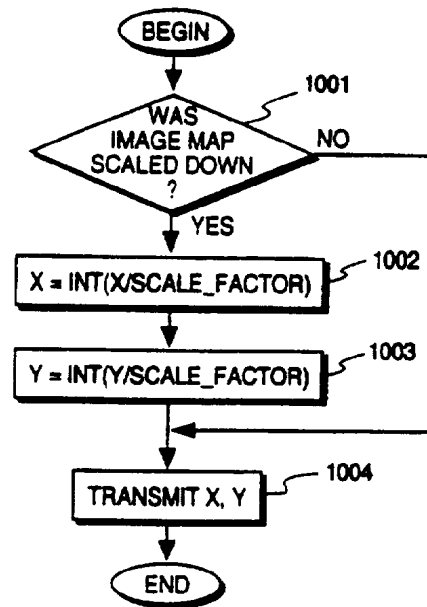 BEGIN
1001
WAS
IMAGE MAP
SCALED DOWN
?
NO
YES
1002
X = INT(X/SCALE_FACTOR)
1003
Y = INT(Y/SCALE_FACTOR)
1004
TRANSMIT X, Y
END